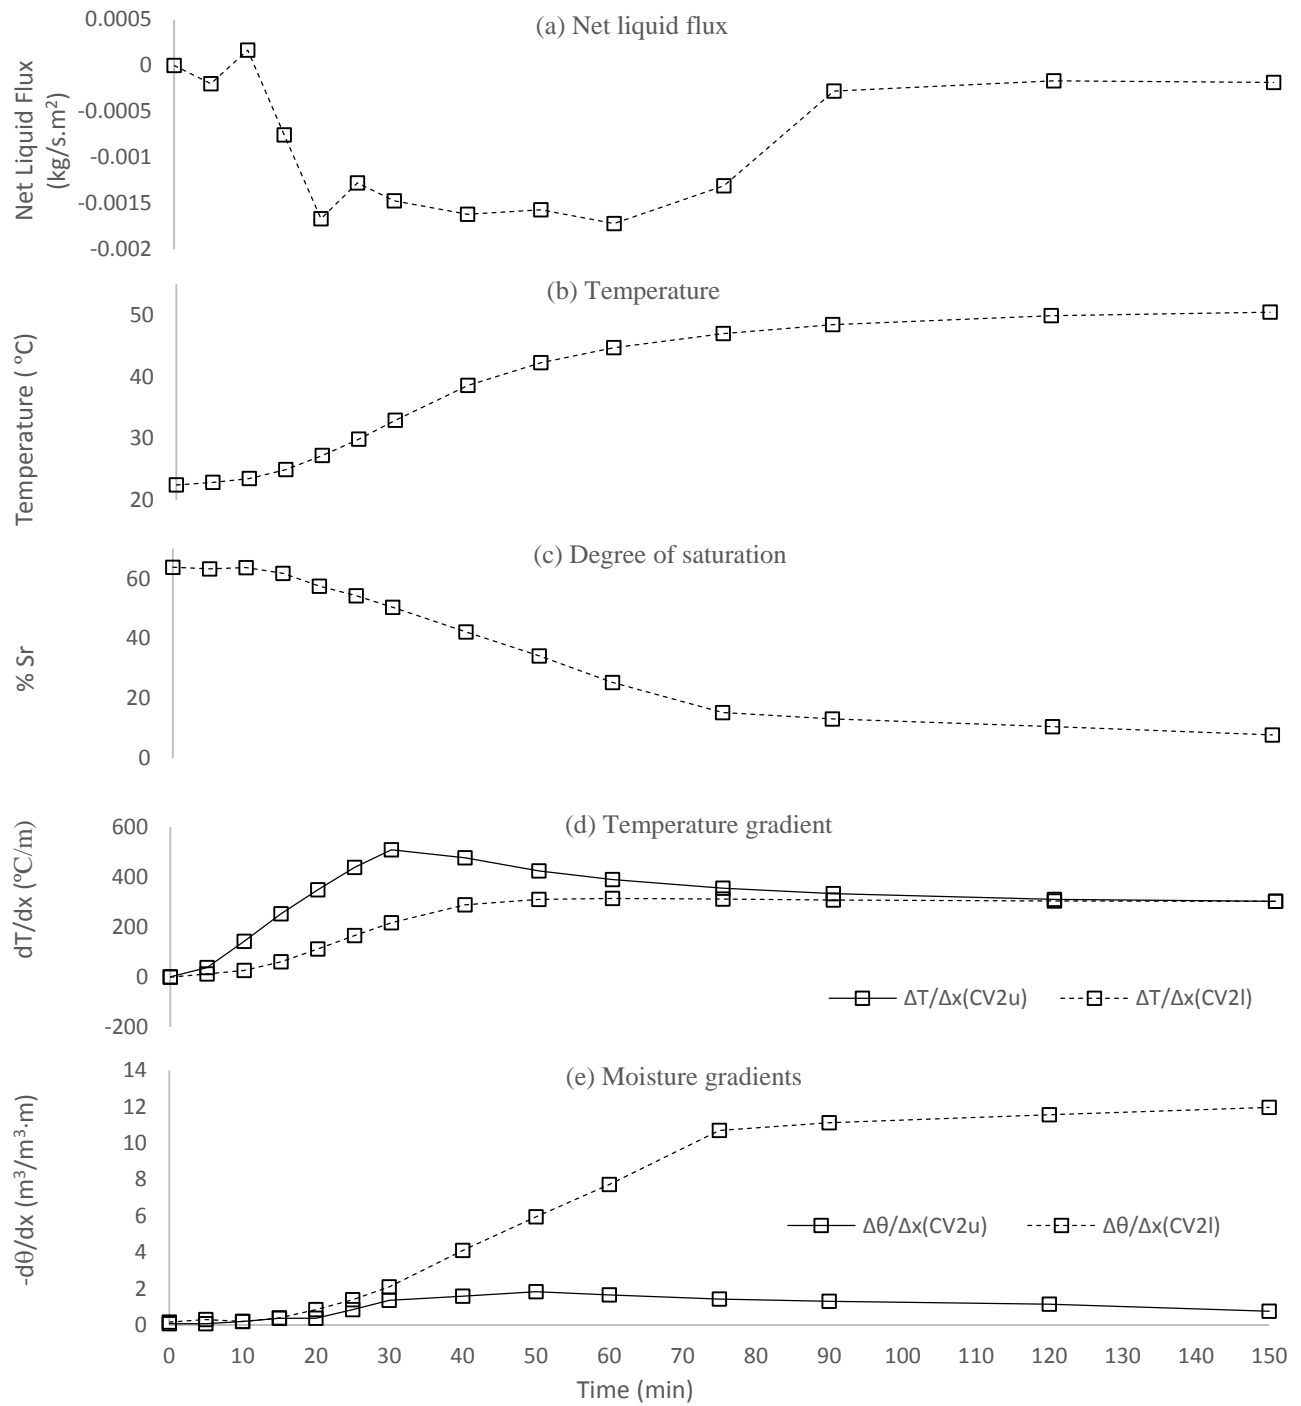 (a) Net liquid flux
Net Liquid Flux
(kg/s.m²)
0.0005
0
-0.0005
-0.001
-0.0015
-0.002
(b) Temperature
Temperature ( °C)
50
40
30
20
(c) Degree of saturation
% Sr
60
40
20
0
(d) Temperature gradient
dT/dx (°C/m)
600
400
200
0
-200
ΔT/Δx(CV2u) ΔT/Δx(CV2l)
(e) Moisture gradients
-dθ/dx (m³/m³·m)
14
12
10
8
6
4
2
0
Δθ/Δx(CV2u) Δθ/Δx(CV2l)
0 10 20 30 40 50 60 70 80 90 100 110 120 130 140 150
Time (min)